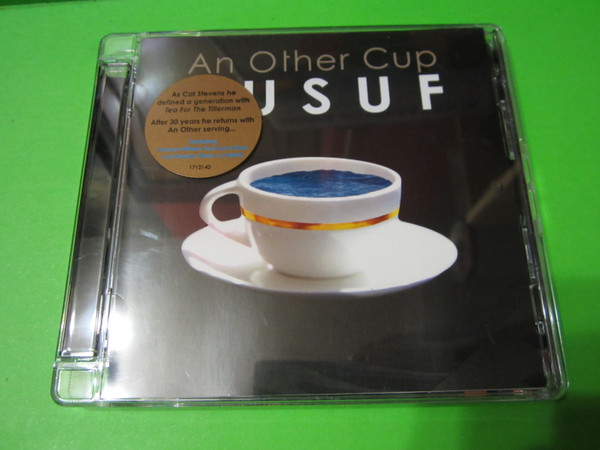 An Other Cup
USUF
As Cat Stevens he
defined a generation with
Tea For The Tillerman
After 30 years he returns with
An Other serving...
1712142